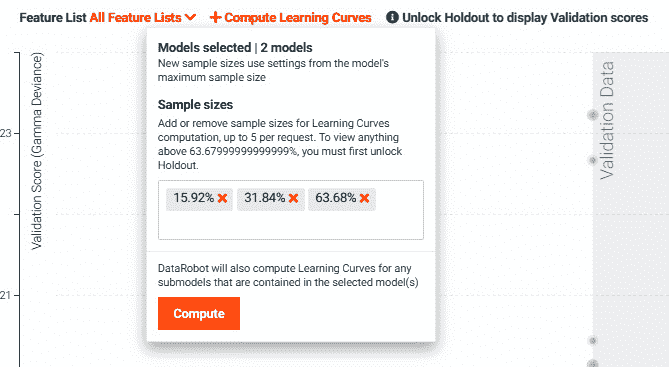 Feature List All Feature Lists + Compute Learning Curves Unlock Holdout to display Validation scores
Models selected | 2 models
New sample sizes use settings from the model's
maximum sample size
Sample sizes
Add or remove sample sizes for Learning Curves
computation, up to 5 per request. To view anything
above 63.67999999999999%, you must first unlock
Holdout.
15.92% 31.84% 63.68%
DataRobot will also compute Learning Curves for any
submodels that are contained in the selected model(s)
Compute
Validation Score (Gamma Deviance)
23
21
Validation Data